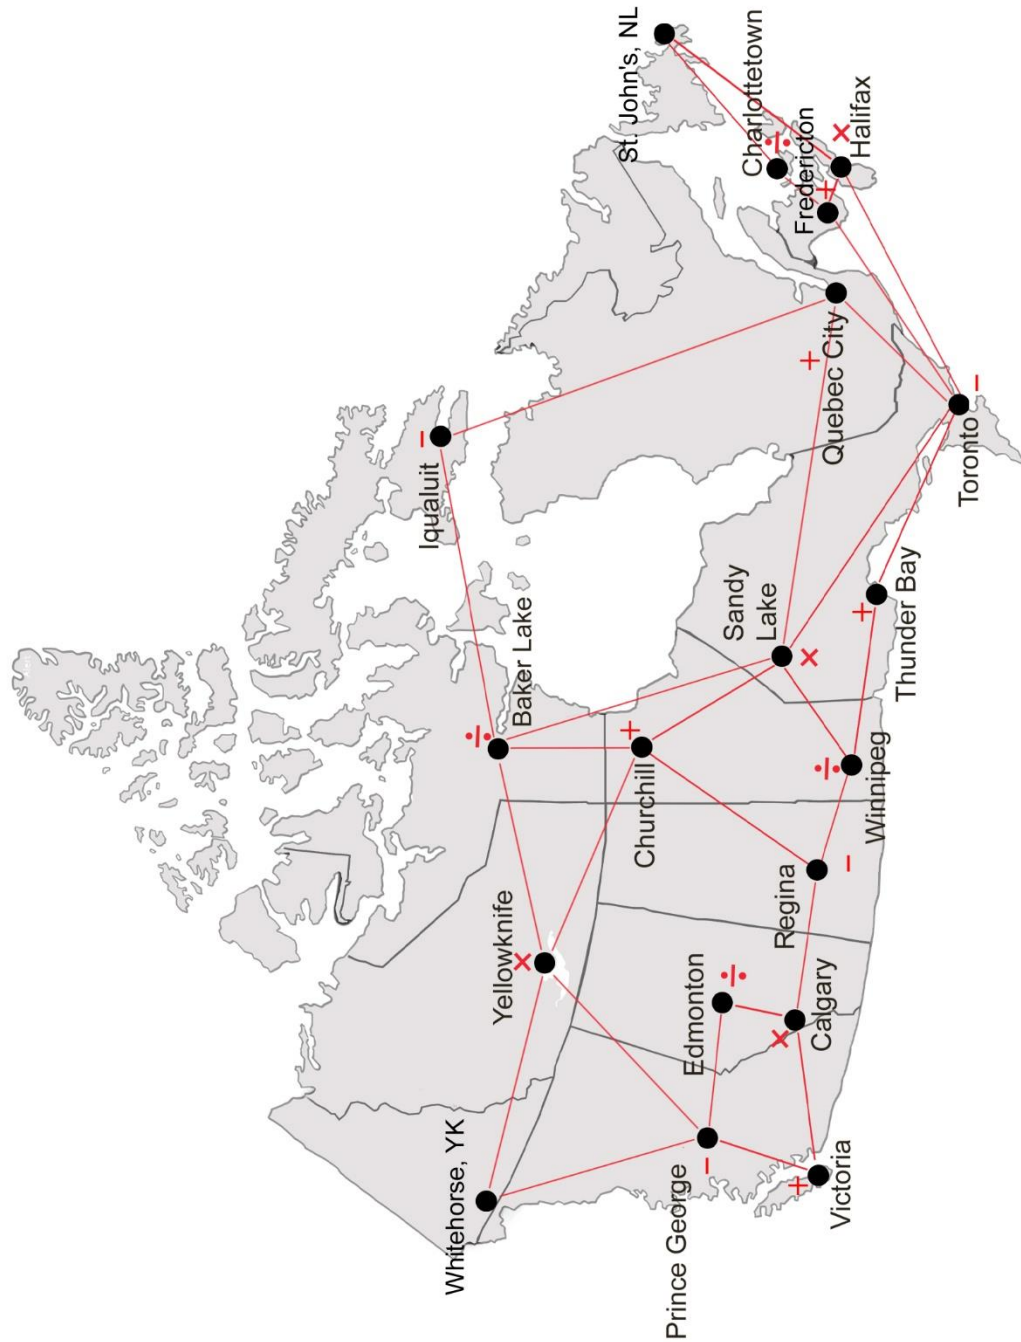 Whitehorse, YK
Yellowknife
×
Baker Lake
÷
Iqualuit
−
St. John's, NL
Charlottetown
÷
Fredericton
+
Halifax
×
Quebec City
+
Toronto
−
Sandy
Lake
×
Thunder Bay
+
Churchill
+
Winnipeg
÷
Regina
−
Edmonton
÷
Calgary
×
Prince George
−
Victoria
+